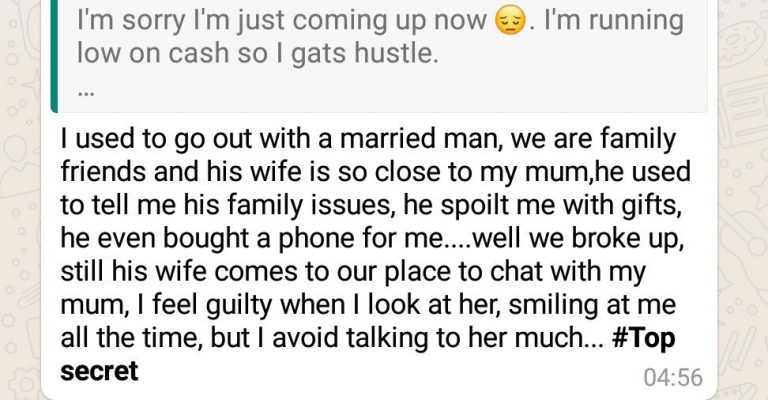 I'm sorry I'm just coming up now 😔. I'm running
low on cash so I gats hustle.
...
I used to go out with a married man, we are family
friends and his wife is so close to my mum,he used
to tell me his family issues, he spoilt me with gifts,
he even bought a phone for me....well we broke up,
still his wife comes to our place to chat with my
mum, I feel guilty when I look at her, smiling at me
all the time, but I avoid talking to her much... #Top
secret
04:56